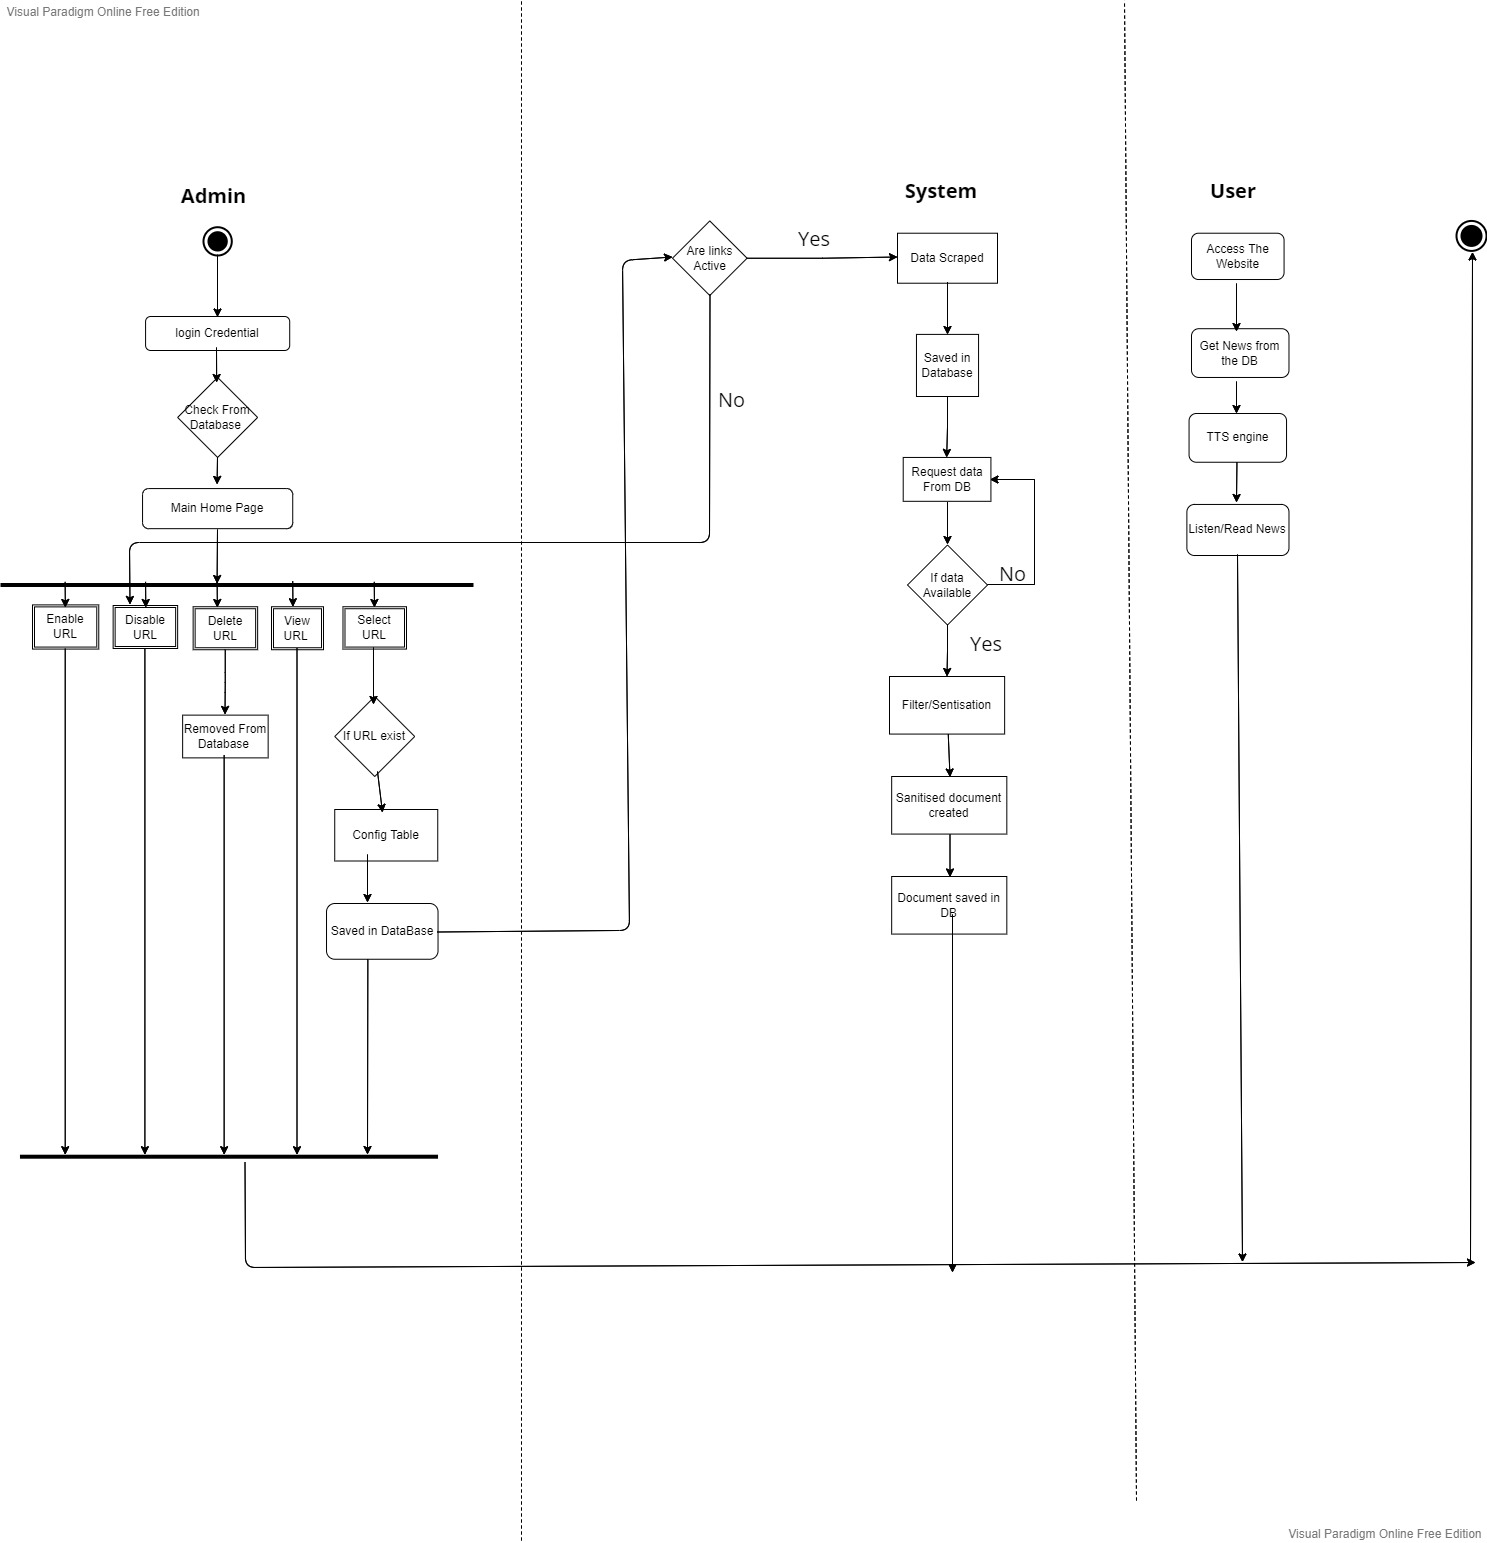 Visual Paradigm Online Free Edition
Admin
login Credential
Check From
Database
Main Home Page
Enable
URL
Disable
URL
Delete
URL
View
URL
Select
URL
Removed From
Database
If URL exist
Config Table
Saved in DataBase
System
Are links
Active
Yes
No
Data Scraped
Saved in
Database
Request data
From DB
If data
Available
No
Yes
Filter/Sentisation
Sanitised document
created
Document saved in
DB
User
Access The
Website
Get News from
the DB
TTS engine
Listen/Read News
Visual Paradigm Online Free Edition